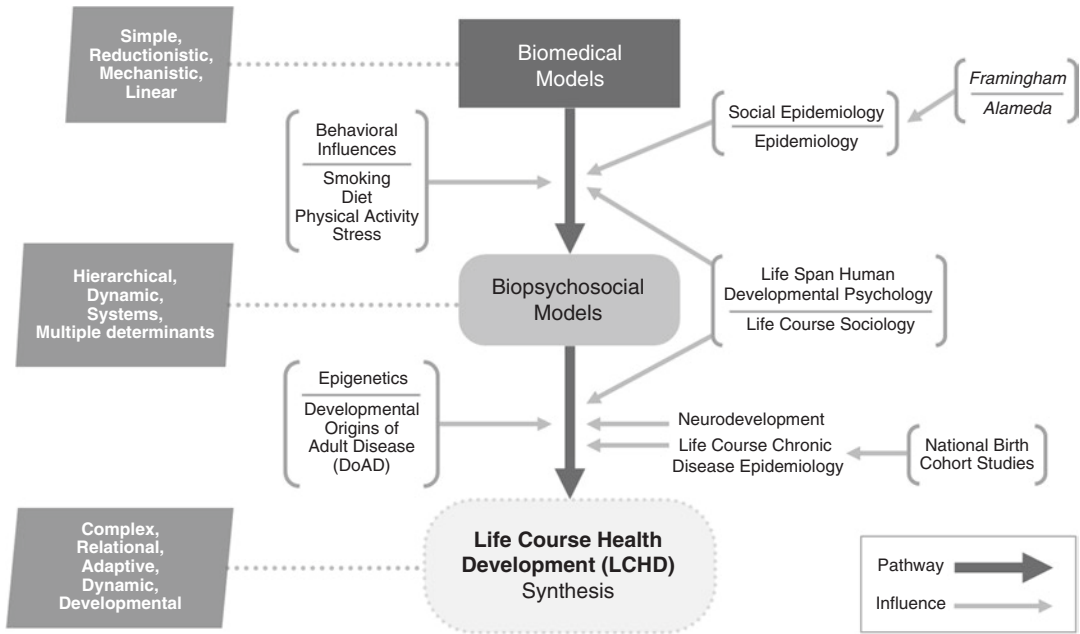 Simple,
Reductionistic,
Mechanistic,
Linear
Biomedical
Models
Framingham
Alameda
Social Epidemiology
Epidemiology
Behavioral
Influences
Smoking
Diet
Physical Activity
Stress
Hierarchical,
Dynamic,
Systems,
Multiple determinants
Biopsychosocial
Models
Life Span Human
Developmental Psychology
Life Course Sociology
Epigenetics
Developmental
Origins of
Adult Disease
(DoAD)
Neurodevelopment
Life Course Chronic
Disease Epidemiology
National Birth
Cohort Studies
Complex,
Relational,
Adaptive,
Dynamic,
Developmental
Life Course Health
Development (LCHD)
Synthesis
Pathway
Influence